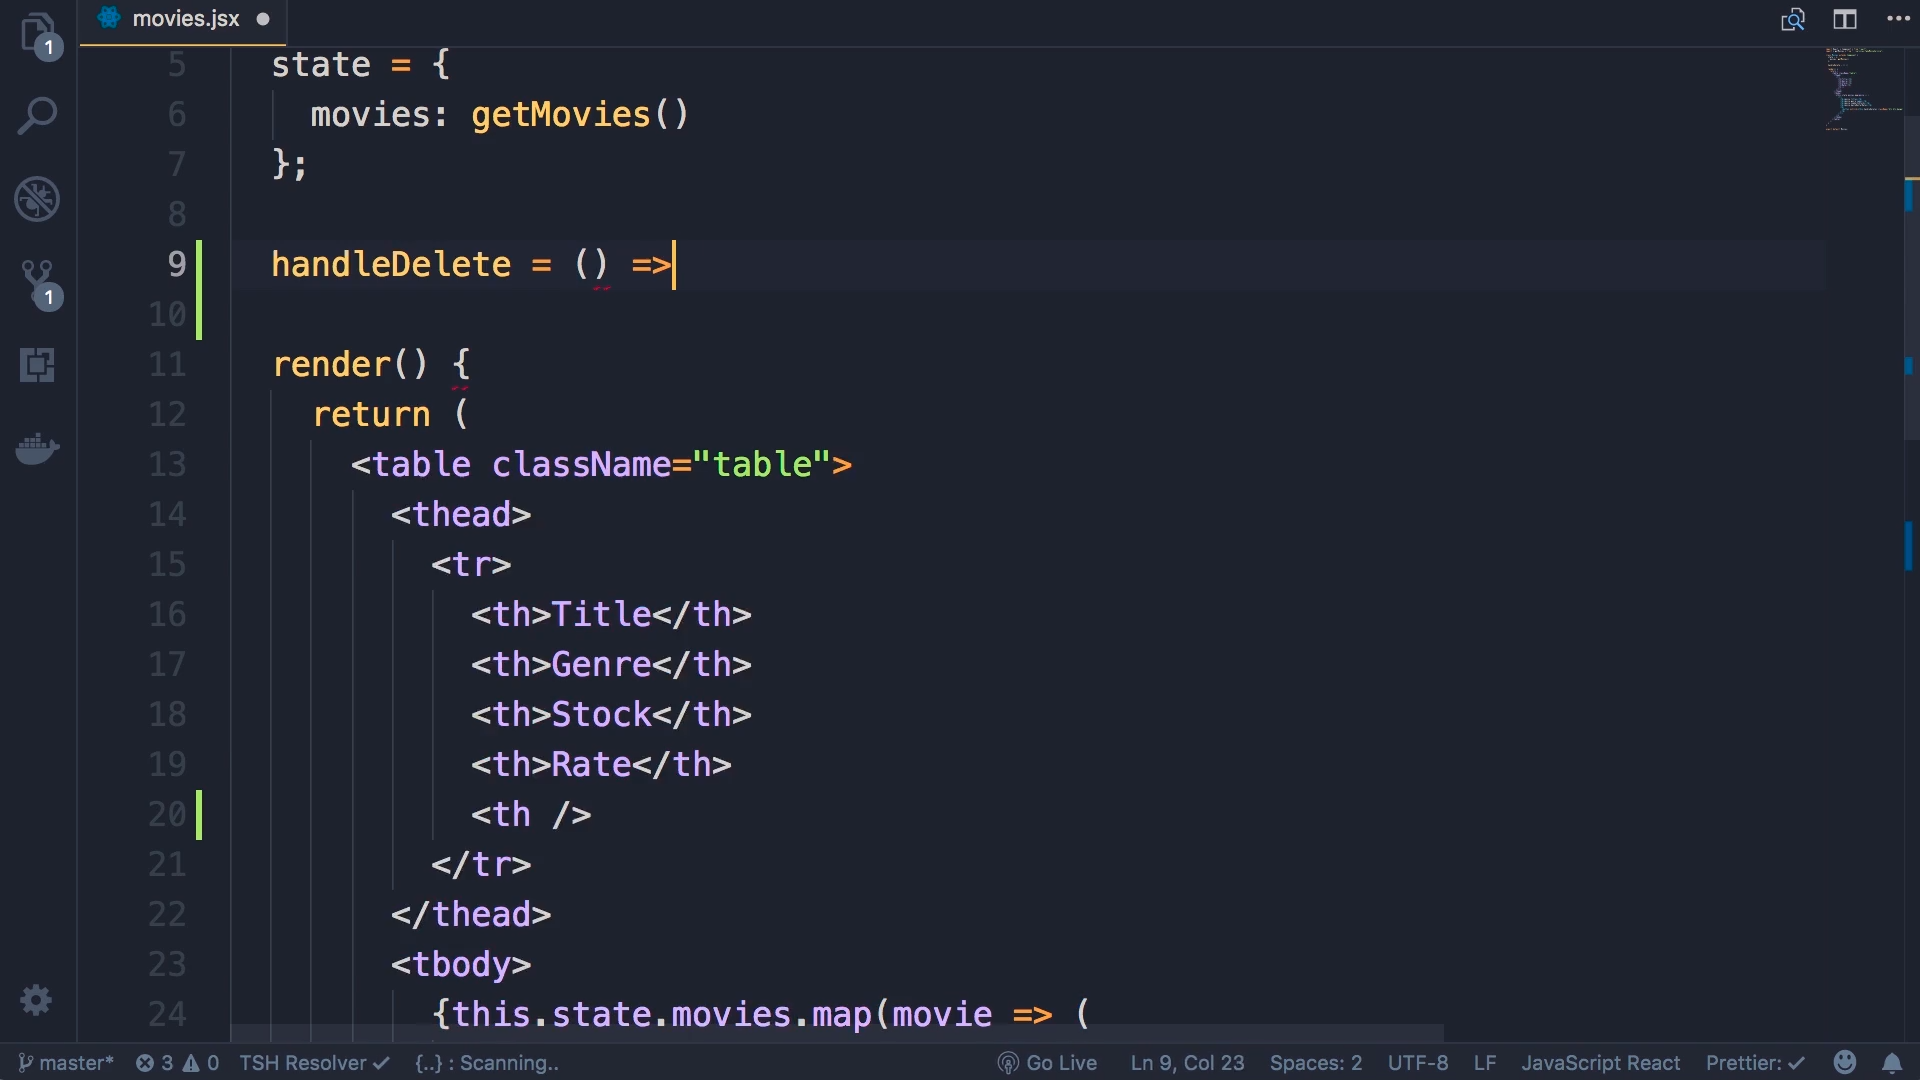 movies.jsx
1
5 state = {
6 movies: getMovies()
7 };
8
9 handleDelete = () =>
1
10
11 render() {
12 return (
13 <table className="table">
14 <thead>
15 <tr>
16 <th>Title</th>
17 <th>Genre</th>
18 <th>Stock</th>
19 <th>Rate</th>
20 <th />
21 </tr>
22 </thead>
23 <tbody>
24 {this.state.movies.map(movie => (
master* 3 0 TSH Resolver ✓ {..} : Scanning.. Go Live Ln 9, Col 23 Spaces: 2 UTF-8 LF JavaScript React Prettier: ✓